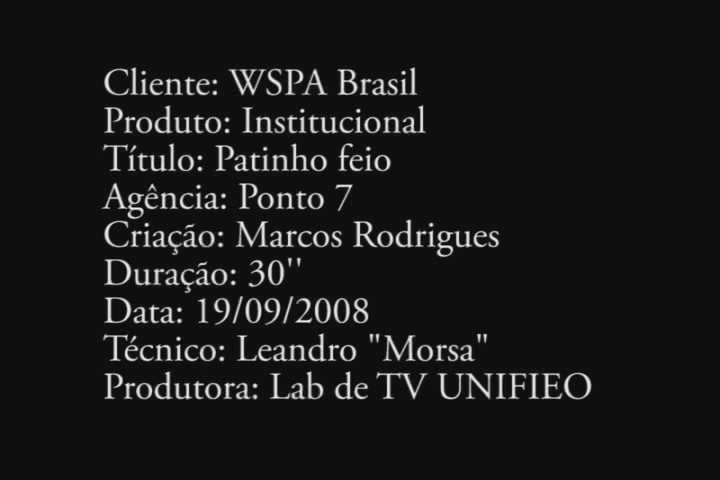 Cliente: WSPA Brasil
Produto: Institucional
Título: Patinho feio
Agência: Ponto 7
Criação: Marcos Rodrigues
Duração: 30''
Data: 19/09/2008
Técnico: Leandro "Morsa"
Produtora: Lab de TV UNIFIEO